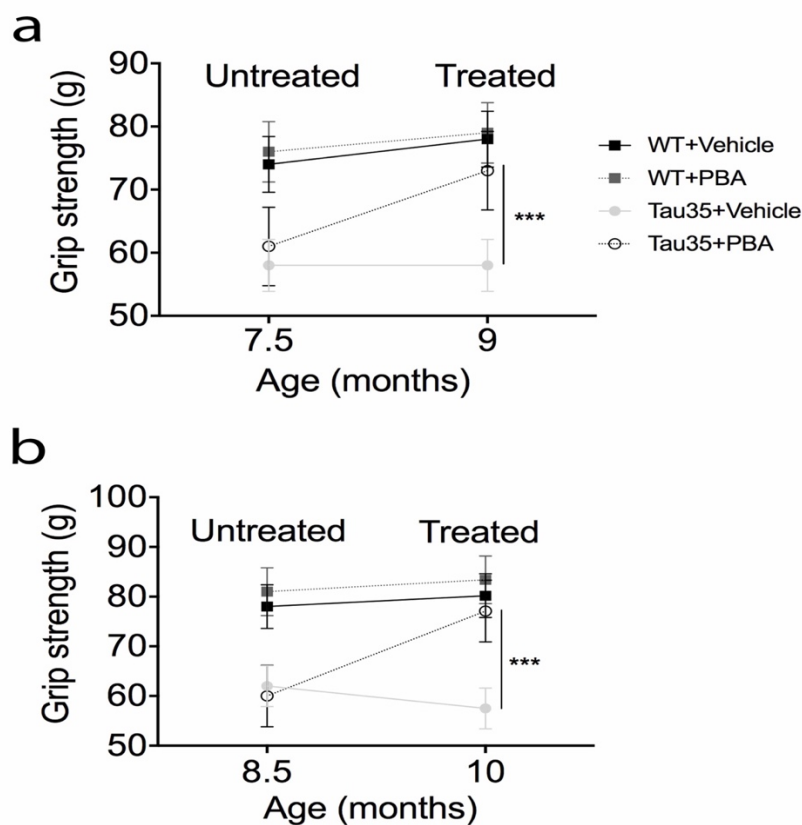 a
Grip strength (g)
90
80
70
60
50
Untreated
Treated
***
7.5
9
Age (months)
WT+Vehicle
WT+PBA
Tau35+Vehicle
Tau35+PBA
b
Grip strength (g)
100
90
80
70
60
50
Untreated
Treated
***
8.5
10
Age (months)